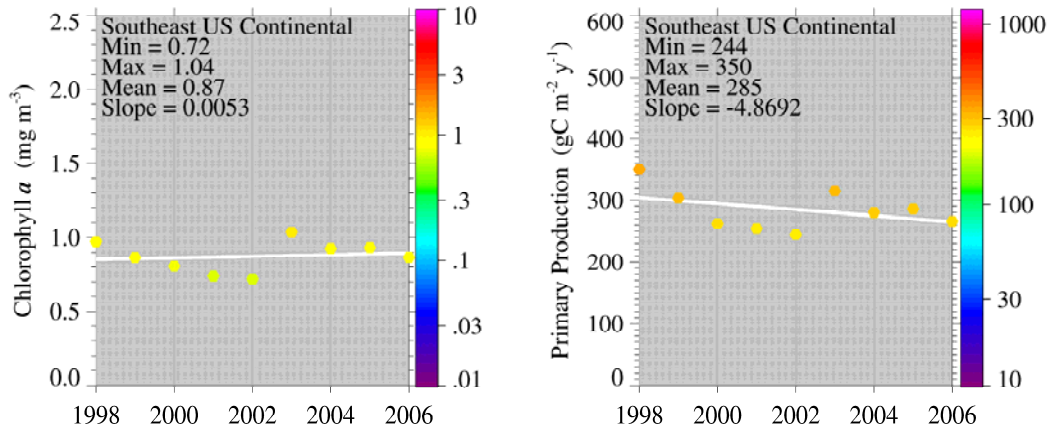 Southeast US Continental
Min = 0.72
Max = 1.04
Mean = 0.87
Slope = 0.0053
Chlorophyll a (mg m⁻³)
2.5
2.0
1.5
1.0
0.5
0.0
1998 2000 2002 2004 2006
10
3
1
.3
.1
.03
.01
Southeast US Continental
Min = 244
Max = 350
Mean = 285
Slope = -4.8692
Primary Production (gC m⁻² y⁻¹)
600
500
400
300
200
100
0
1998 2000 2002 2004 2006
1000
300
100
30
10